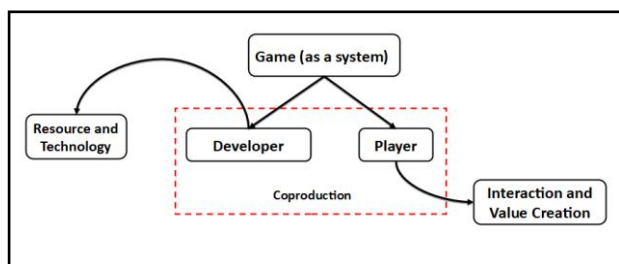 Game (as a system)
Resource and
Technology
Developer
Player
Coproduction
Interaction and
Value Creation